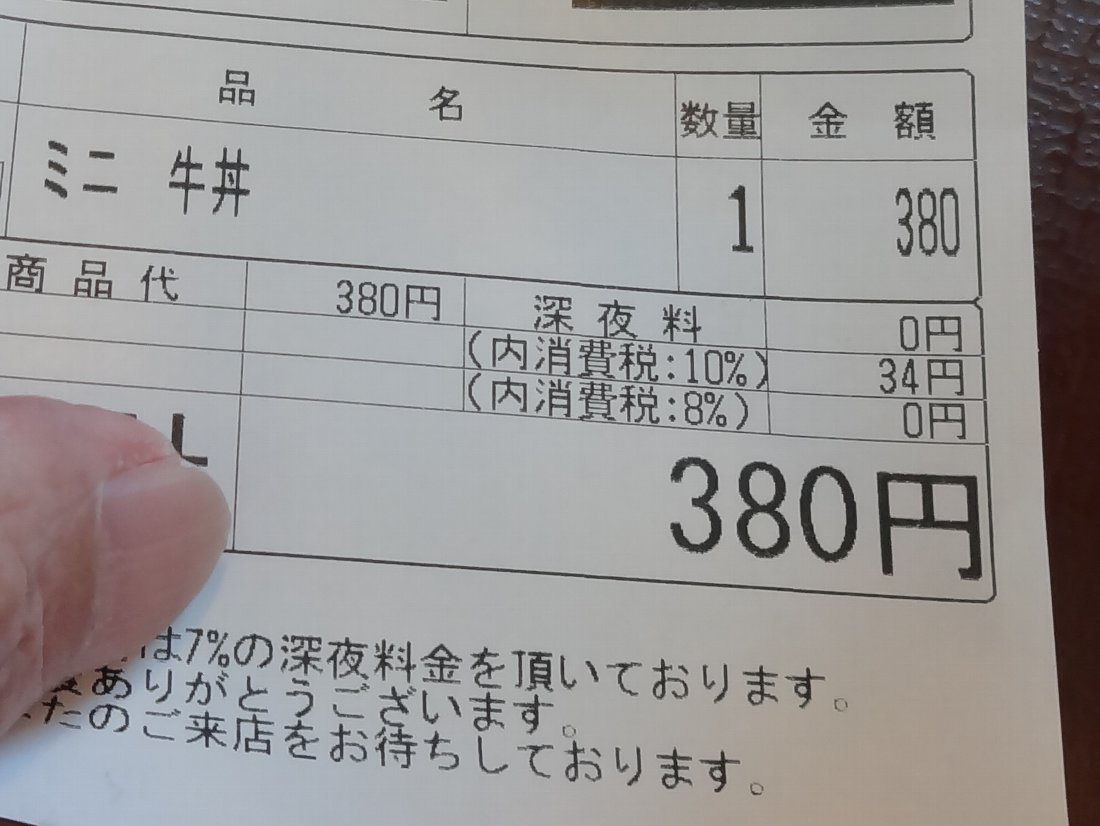 品 名 数量 金 額
ミニ 牛丼 1 380
商品代 380円 深夜料 0円
(内消費税:10%) 34円
(内消費税:8%) 0円
380円
は7%の深夜料金を頂いております。
ありがとうございます。
たのご来店をお待ちしております。